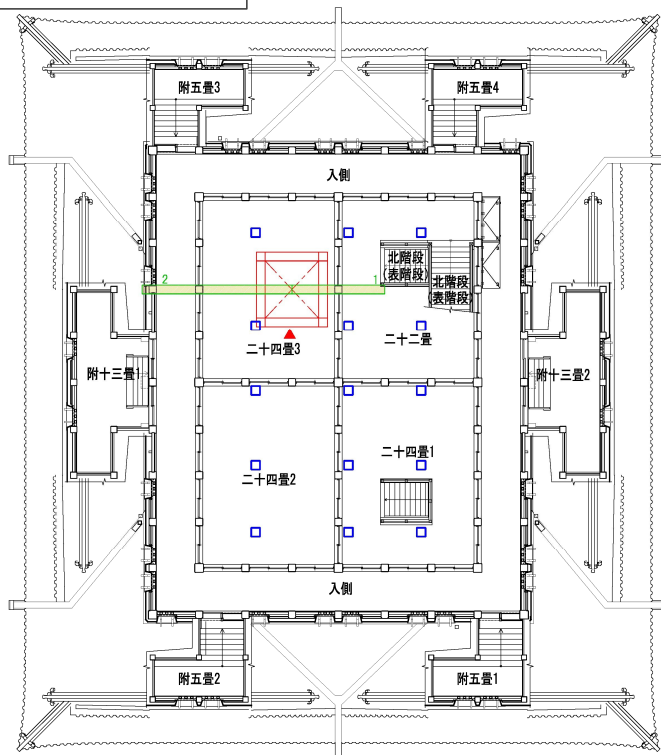 附五畳3
附五畳4
入側
北階段
(表階段)
北階段
(表階段)
2
1
二十四畳3
二十二畳
附十三畳1
附十三畳2
二十四畳1
二十四畳2
入側
附五畳2
附五畳1